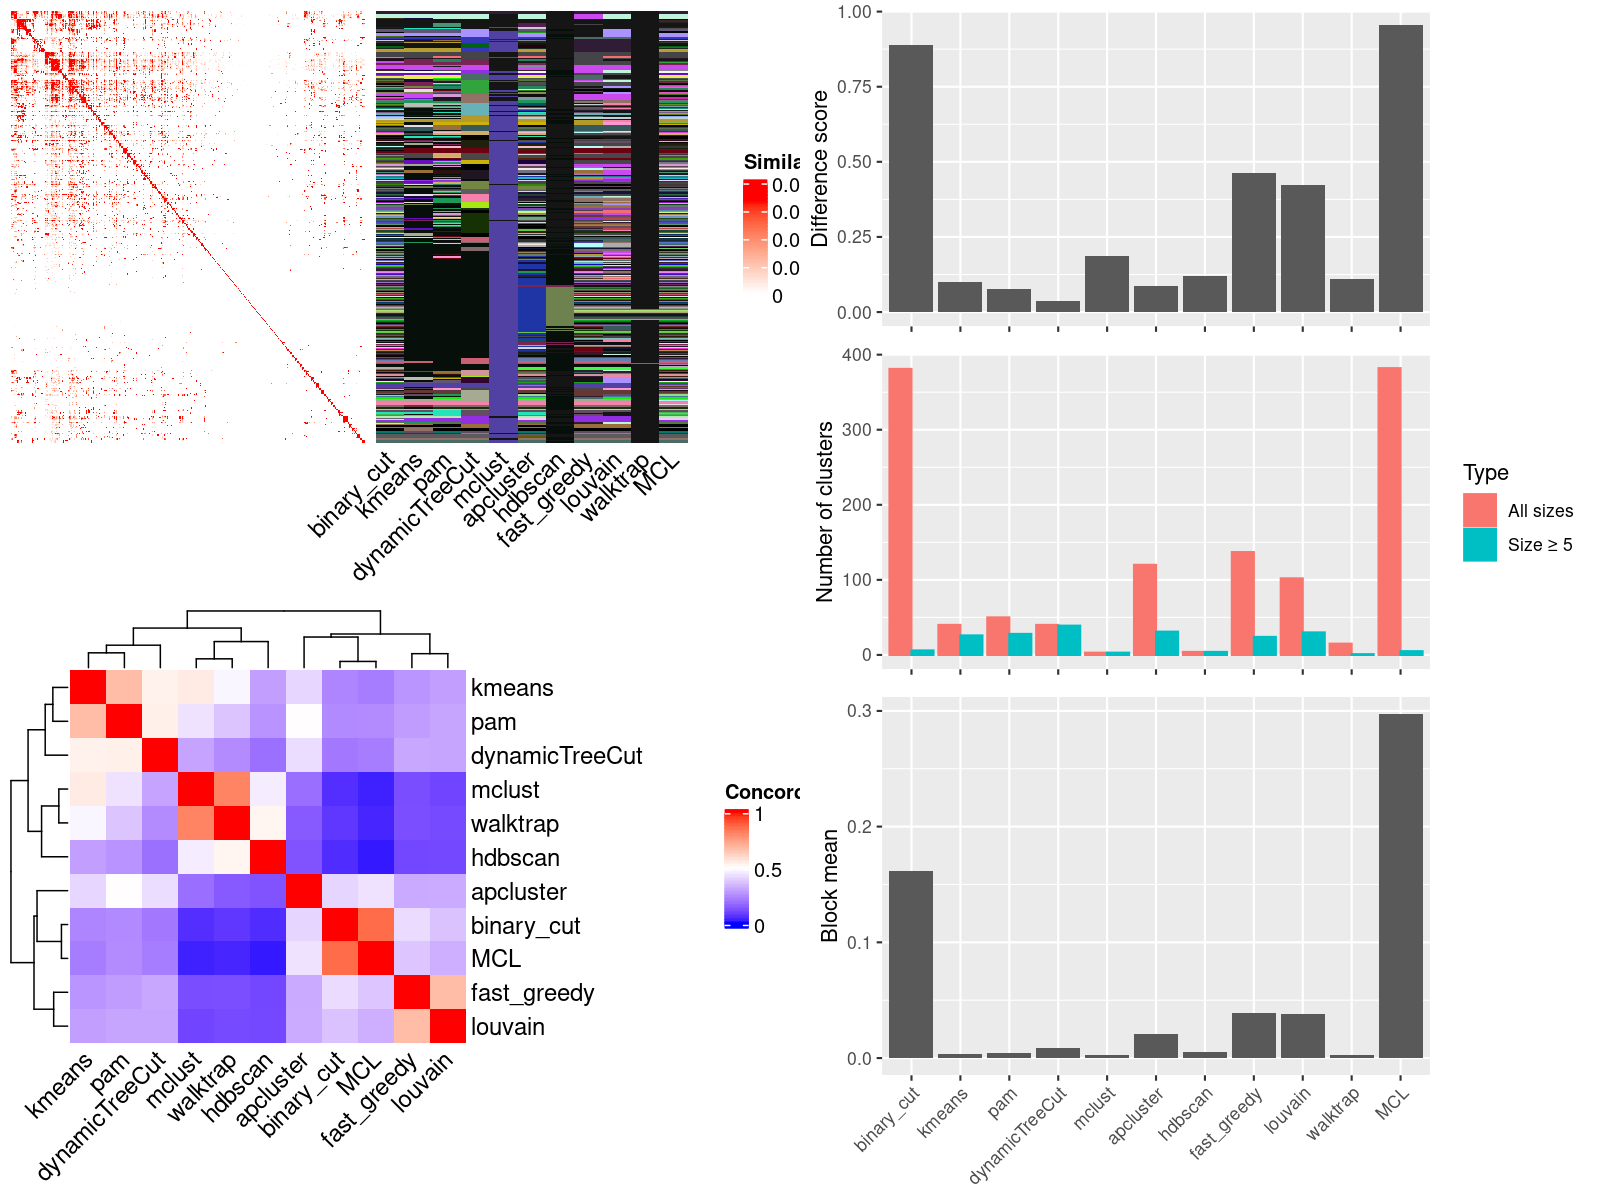 Simila
0.0
0.0
0.0
0.0
0
binary_cut
kmeans
pam
dynamicTreeCut
mclust
apcluster
hdbscan
fast_greedy
louvain
walktrap
MCL
kmeans
pam
dynamicTreeCut
mclust
walktrap
hdbscan
apcluster
binary_cut
MCL
fast_greedy
louvain
kmeans
pam
dynamicTreeCut
mclust
walktrap
hdbscan
apcluster
binary_cut
MCL
fast_greedy
louvain
Concor
1
0.5
0
Difference score
1.00
0.75
0.50
0.25
0.00
Number of clusters
400
300
200
100
0
Type
All sizes
Size ≥ 5
Block mean
0.3
0.2
0.1
0.0
binary_cut
kmeans
pam
dynamicTreeCut
mclust
apcluster
hdbscan
fast_greedy
louvain
walktrap
MCL